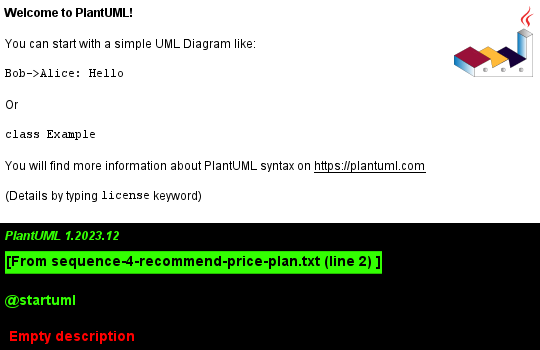 Welcome to PlantUML!
You can start with a simple UML Diagram like:
Bob->Alice: Hello
Or
class Example
You will find more information about PlantUML syntax on https://plantuml.com
(Details by typing license keyword)
PlantUML 1.2023.12
[From sequence-4-recommend-price-plan.txt (line 2) ]
@startuml
Empty description